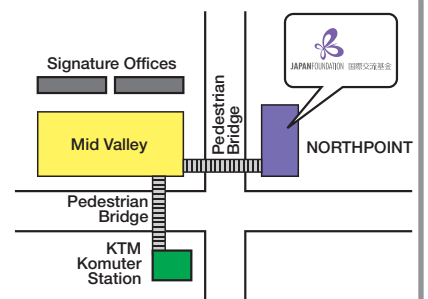 Signature Offices
JAPANFOUNDATION 国際交流基金
Mid Valley
Pedestrian
Bridge
NORTHPOINT
Pedestrian
Bridge
KTM
Komuter
Station